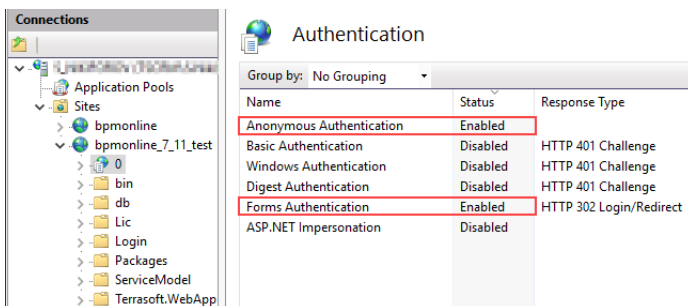 Connections
Application Pools
Sites
bpmonline
bpmonline_7_11_test
0
bin
db
Lic
Login
Packages
ServiceModel
Terrasoft.WebApp
Authentication
Group by: No Grouping
Name Status Response Type
Anonymous Authentication Enabled
Basic Authentication Disabled HTTP 401 Challenge
Windows Authentication Disabled HTTP 401 Challenge
Digest Authentication Disabled HTTP 401 Challenge
Forms Authentication Enabled HTTP 302 Login/Redirect
ASP.NET Impersonation Disabled